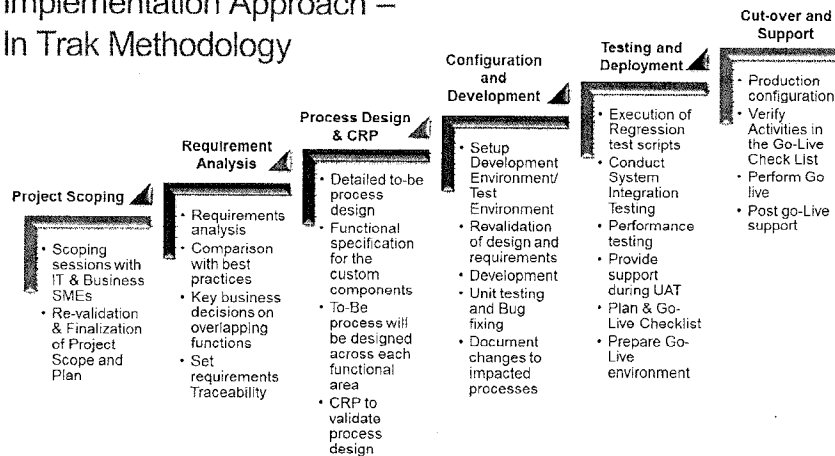 Implementation Approach –
In Trak Methodology
Project Scoping
• Scoping
sessions with
IT & Business
SMEs
• Re-validation
& Finalization
of Project
Scope and
Plan
Requirement
Analysis
• Requirements
analysis
• Comparison
with best
practices
• Key business
decisions on
overlapping
functions
• Set
requirements
Traceability
Process Design
& CRP
• Detailed to-be
process
design
• Functional
specification
for the
custom
components
• To-Be
process will
be designed
across each
functional
area
• CRP to
validate
process
design
Configuration
and
Development
• Setup
Development
Environment/
Test
Environment
• Revalidation
of design and
requirements
• Development
• Unit testing
and Bug
fixing
• Document
changes to
impacted
processes
Testing and
Deployment
• Execution of
Regression
test scripts
• Conduct
System
Integration
Testing
• Performance
testing
• Provide
support
during UAT
• Plan & Go-
Live Checklist
• Prepare Go-
Live
environment
Cut-over and
Support
• Production
configuration
• Verify
Activities in
the Go-Live
Check List
• Perform Go
live
• Post go-Live
support